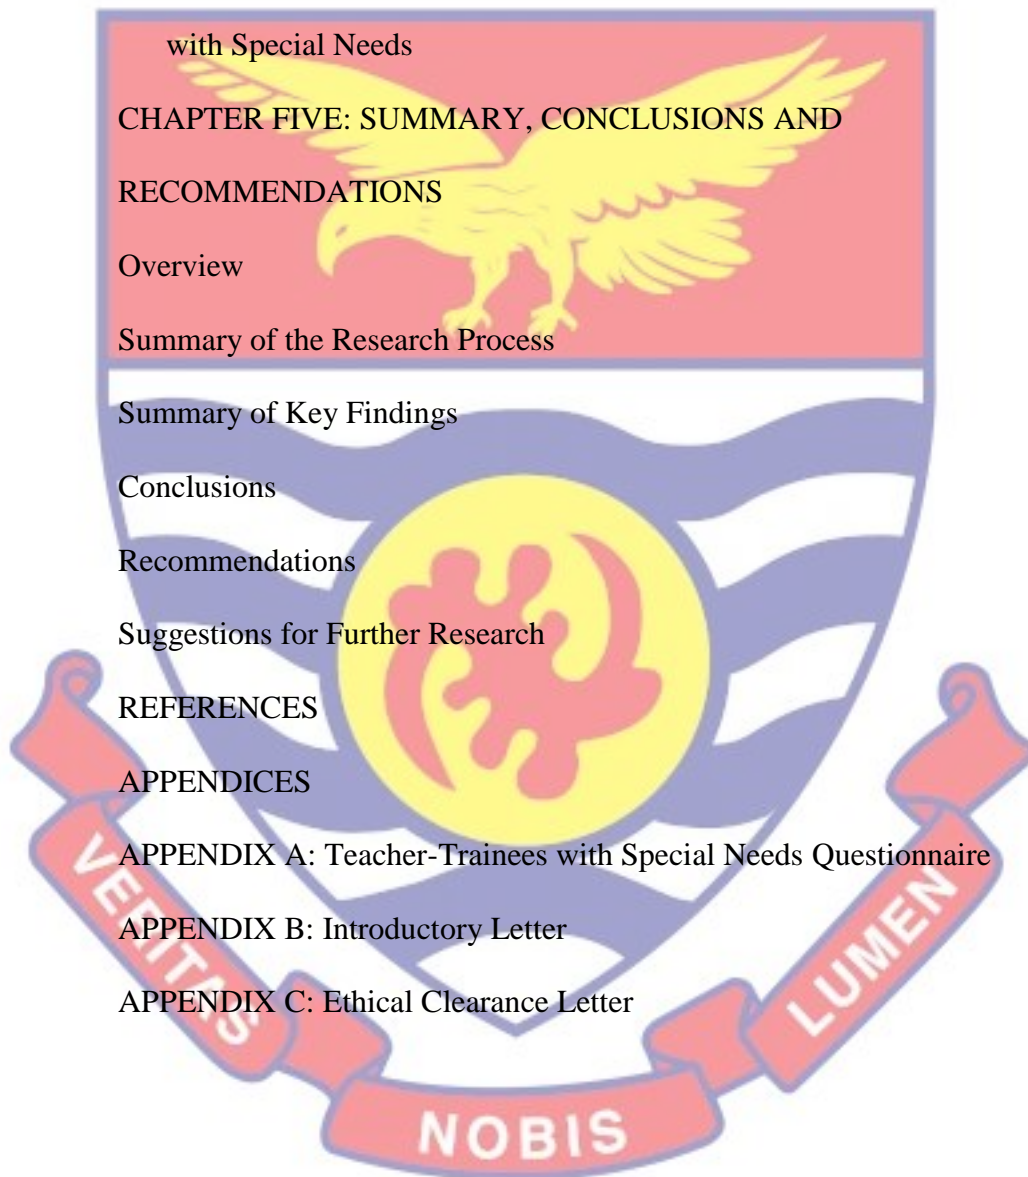 with Special Needs
CHAPTER FIVE: SUMMARY, CONCLUSIONS AND
RECOMMENDATIONS
Overview
Summary of the Research Process
Summary of Key Findings
Conclusions
Recommendations
Suggestions for Further Research
REFERENCES
APPENDICES
APPENDIX A: Teacher-Trainees with Special Needs Questionnaire
APPENDIX B: Introductory Letter
APPENDIX C: Ethical Clearance Letter
VERITAS
NOBIS
LUMEN